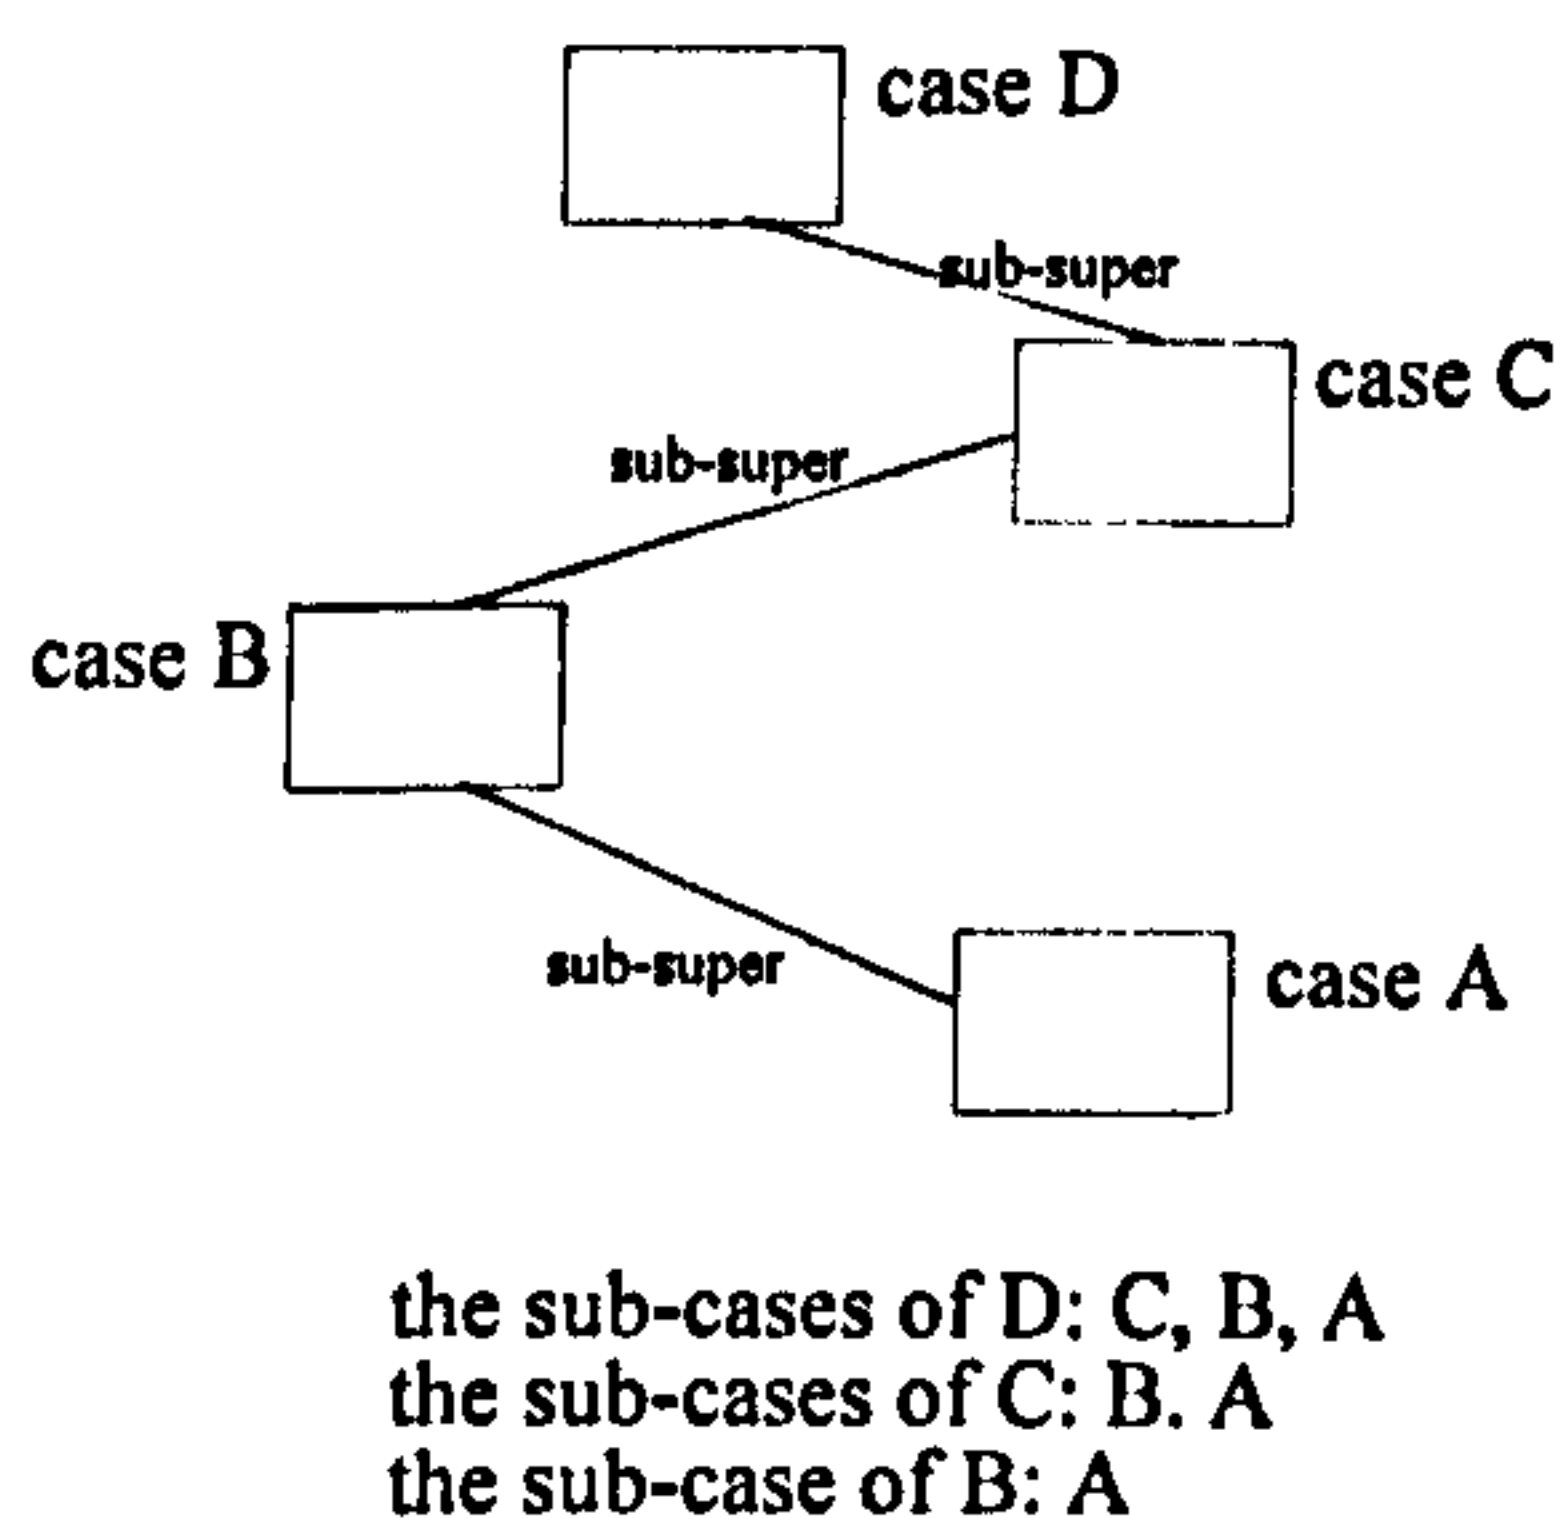 case D
sub-super
case C
sub-super
case B
sub-super
case A
the sub-cases of D: C, B, A
the sub-cases of C: B. A
the sub-case of B: A